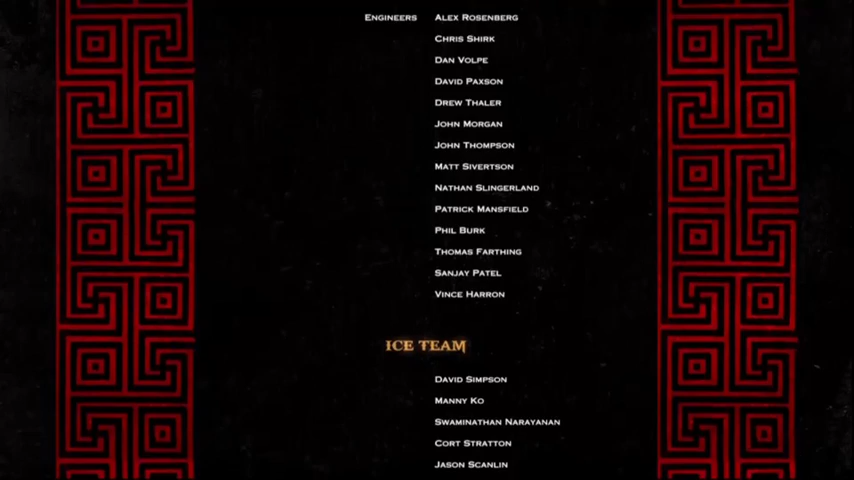 Engineers Alex Rosenberg
Chris Shirk
Dan Volpe
David Paxson
Drew Thaler
John Morgan
John Thompson
Matt Sivertson
Nathan Slingerland
Patrick Mansfield
Phil Burk
Thomas Farthing
Sanjay Patel
Vince Harron
ICE TEAM
David Simpson
Manny Ko
Swaminathan Narayanan
Cort Stratton
Jason Scanlin